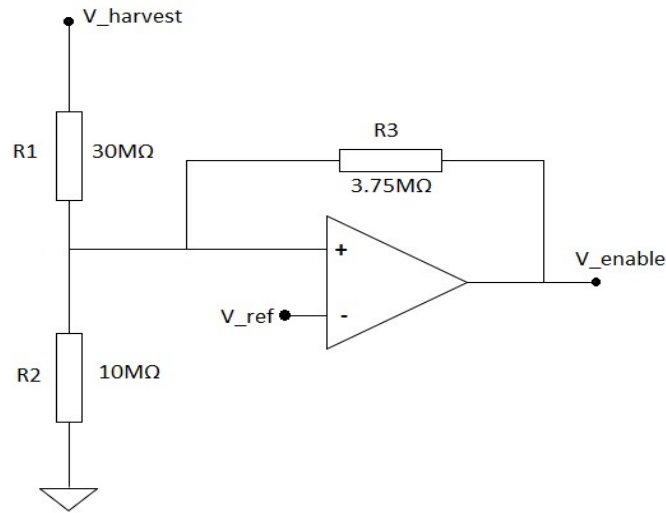 V_harvest
R1
30MΩ
R3
3.75MΩ
+
V_enable
V_ref
-
R2
10MΩ